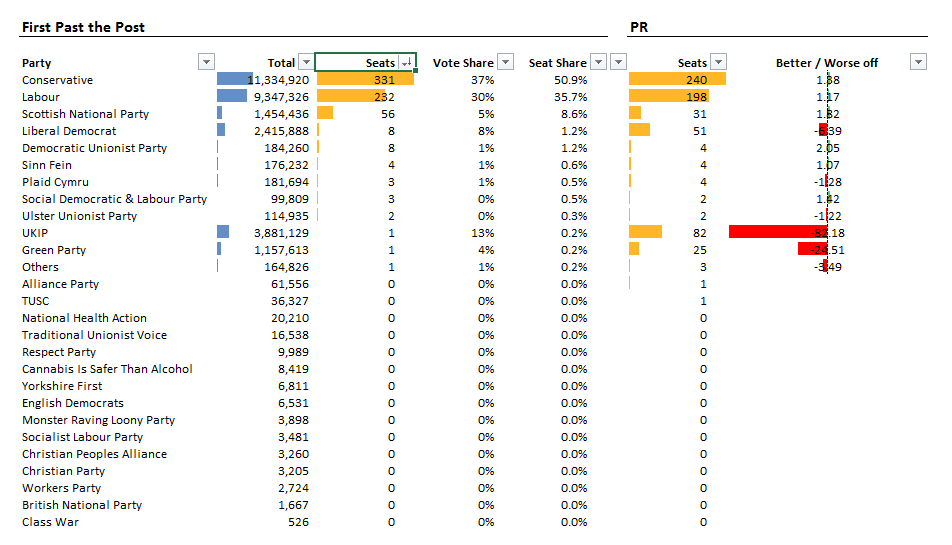 First Past the Post PR
Party Total Seats Vote Share Seat Share Seats Better / Worse off
Conservative 11,334,920 331 37% 50.9% 240 1.38
Labour 9,347,326 232 30% 35.7% 198 1.17
Scottish National Party 1,454,436 56 5% 8.6% 31 1.82
Liberal Democrat 2,415,888 8 8% 1.2% 51 -6.39
Democratic Unionist Party 184,260 8 1% 1.2% 4 2.05
Sinn Fein 176,232 4 1% 0.6% 4 1.07
Plaid Cymru 181,694 3 1% 0.5% 4 -1.28
Social Democratic & Labour Party 99,809 3 0% 0.5% 2 1.42
Ulster Unionist Party 114,935 2 0% 0.3% 2 -1.22
UKIP 3,881,129 1 13% 0.2% 82 -82.18
Green Party 1,157,613 1 4% 0.2% 25 -24.51
Others 164,826 1 1% 0.2% 3 -3.49
Alliance Party 61,556 0 0% 0.0% 1
TUSC 36,327 0 0% 0.0% 1
National Health Action 20,210 0 0% 0.0% 0
Traditional Unionist Voice 16,538 0 0% 0.0% 0
Respect Party 9,989 0 0% 0.0% 0
Cannabis Is Safer Than Alcohol 8,419 0 0% 0.0% 0
Yorkshire First 6,811 0 0% 0.0% 0
English Democrats 6,531 0 0% 0.0% 0
Monster Raving Loony Party 3,898 0 0% 0.0% 0
Socialist Labour Party 3,481 0 0% 0.0% 0
Christian Peoples Alliance 3,260 0 0% 0.0% 0
Christian Party 3,205 0 0% 0.0% 0
Workers Party 2,724 0 0% 0.0% 0
British National Party 1,667 0 0% 0.0% 0
Class War 526 0 0% 0.0% 0